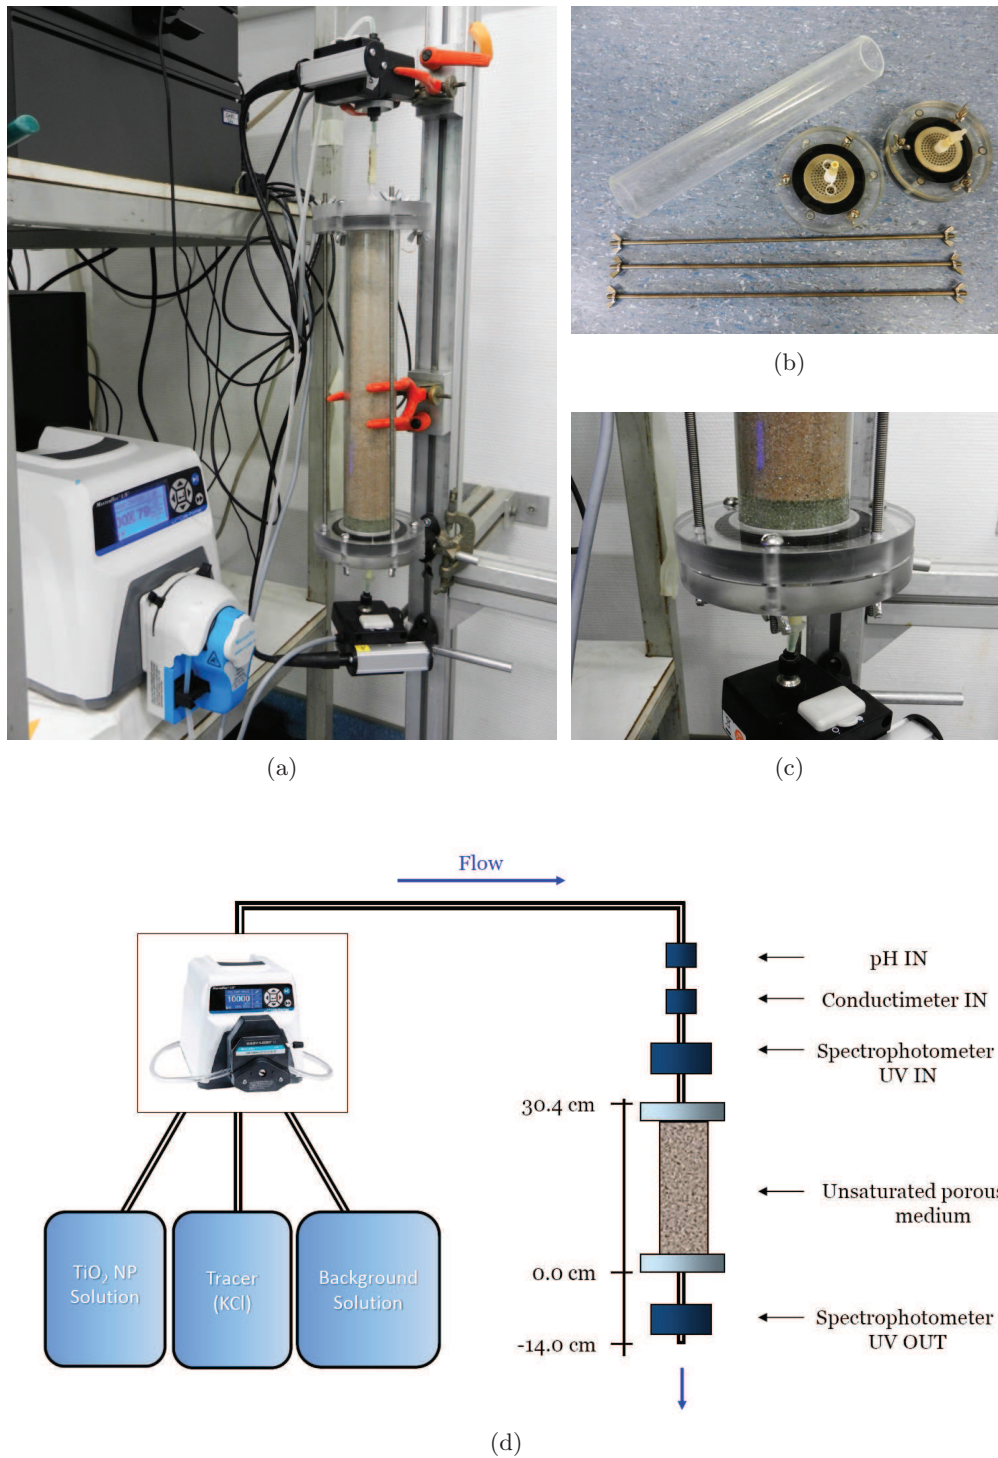 (a)
(b)
(c)
Flow
10000
pH IN
Conductimeter IN
Spectrophotometer
UV IN
30.4 cm
Unsaturated porous
medium
0.0 cm
Spectrophotometer
UV OUT
-14.0 cm
TiO₂ NP
Solution
Tracer
(KCl)
Background
Solution
(d)